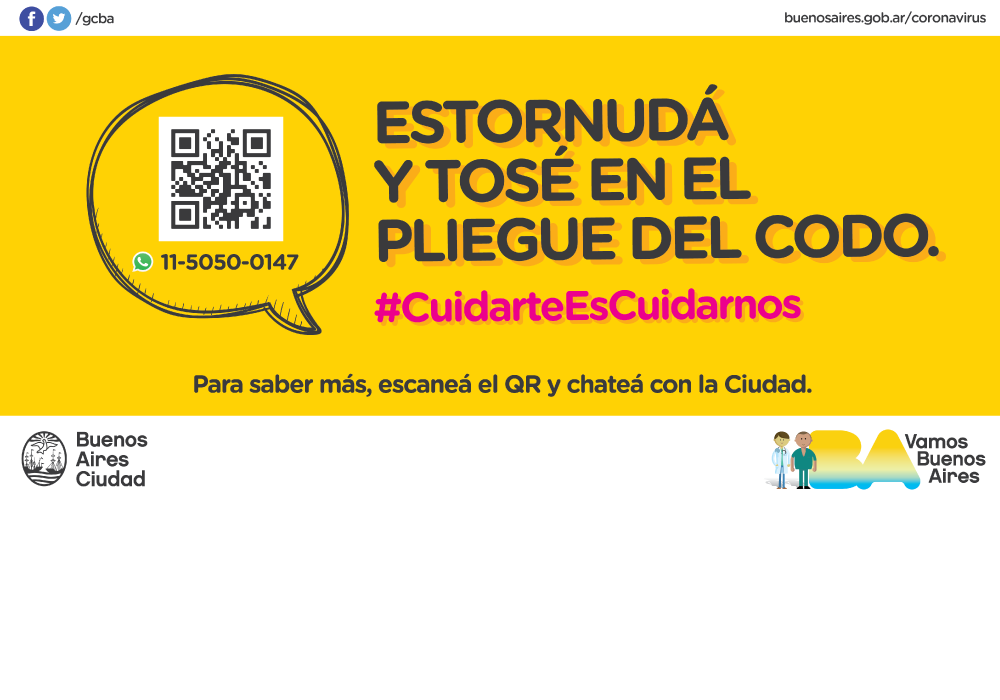 /gcba
buenosaires.gob.ar/coronavirus
ESTORNUDÁ
Y TOSÉ EN EL
PLIEGUE DEL CODO.
11-5050-0147
#CuidarteEsCuidarnos
Para saber más, escaneá el QR y chateá con la Ciudad.
Buenos
Aires
Ciudad
BA
Vamos
Buenos
Aires